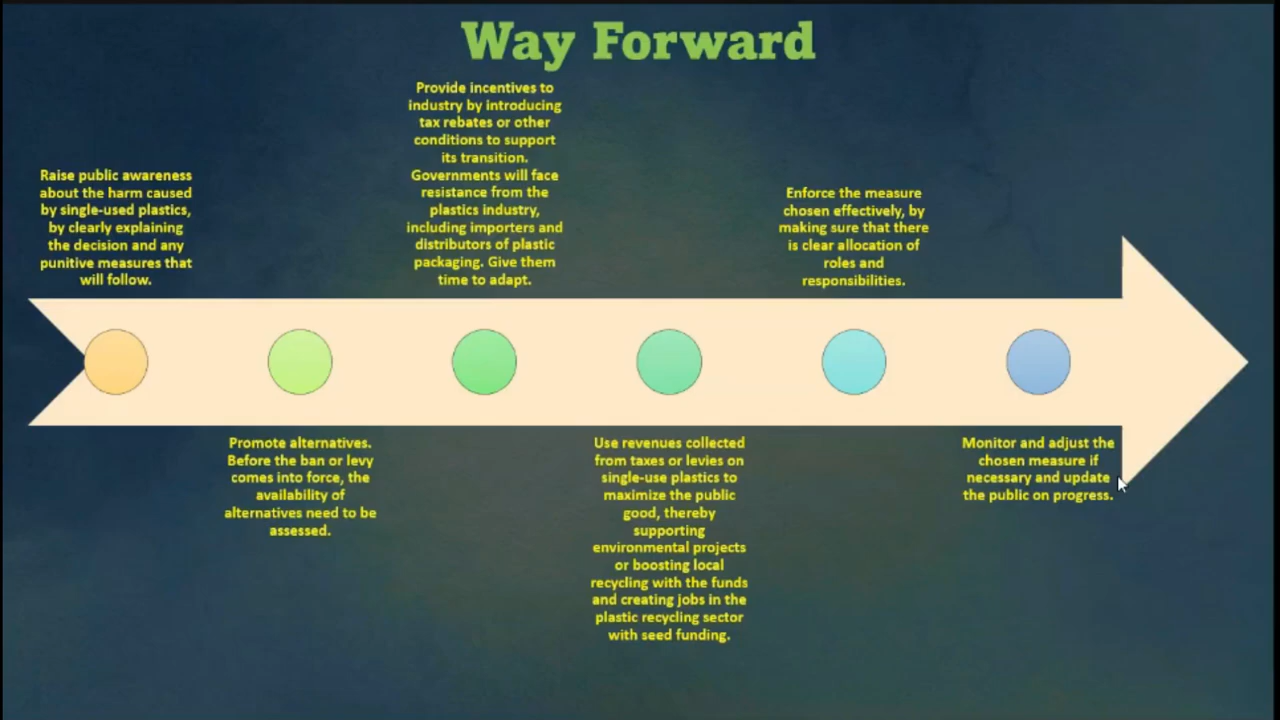 Way Forward
Raise public awareness
about the harm caused
by single-used plastics,
by clearly explaining
the decision and any
punitive measures that
will follow.
Promote alternatives.
Before the ban or levy
comes into force, the
availability of
alternatives need to be
assessed.
Provide incentives to
industry by introducing
tax rebates or other
conditions to support
its transition.
Governments will face
resistance from the
plastics industry,
including importers and
distributors of plastic
packaging. Give them
time to adapt.
Use revenues collected
from taxes or levies on
single-use plastics to
maximize the public
good, thereby
supporting
environmental projects
or boosting local
recycling with the funds
and creating jobs in the
plastic recycling sector
with seed funding.
Enforce the measure
chosen effectively, by
making sure that there
is clear allocation of
roles and
responsibilities.
Monitor and adjust the
chosen measure if
necessary and update
the public on progress.